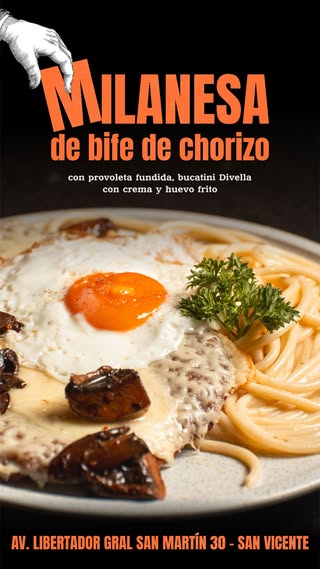 MILANESA
de bife de chorizo
con provoleta fundida, bucatini Divella
con crema y huevo frito
AV. LIBERTADOR GRAL SAN MARTÍN 30 - SAN VICENTE